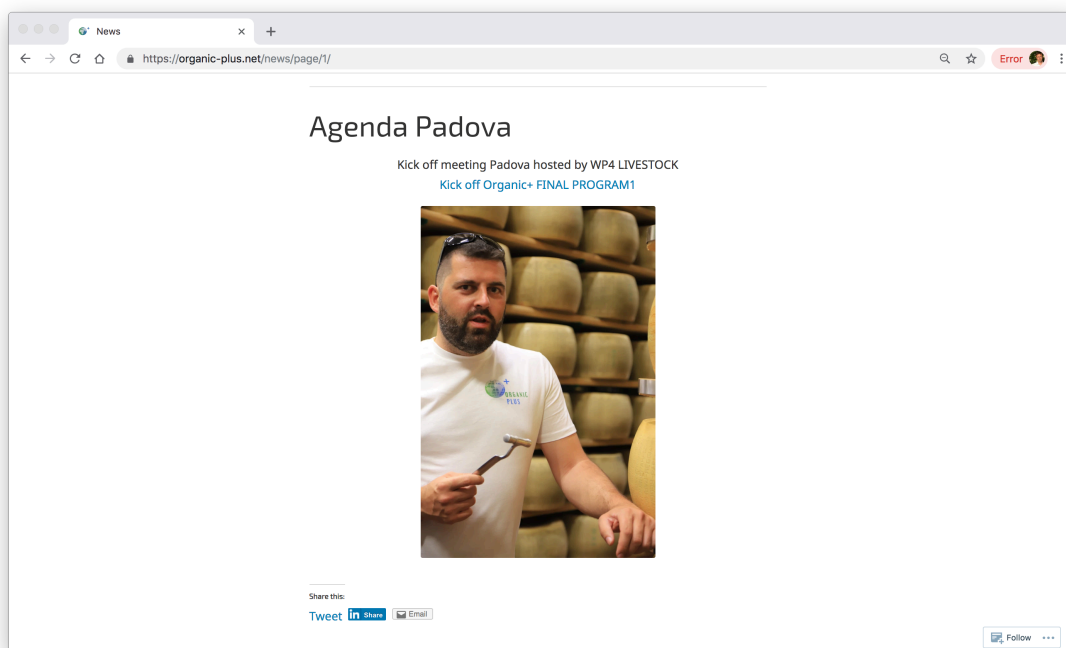 News
https://organic-plus.net/news/page/1/
Error
Agenda Padova
Kick off meeting Padova hosted by WP4 LIVESTOCK
Kick off Organic+ FINAL PROGRAM1
ORGANIC
PLUS
Share this:
Tweet
in Share
Email
Follow